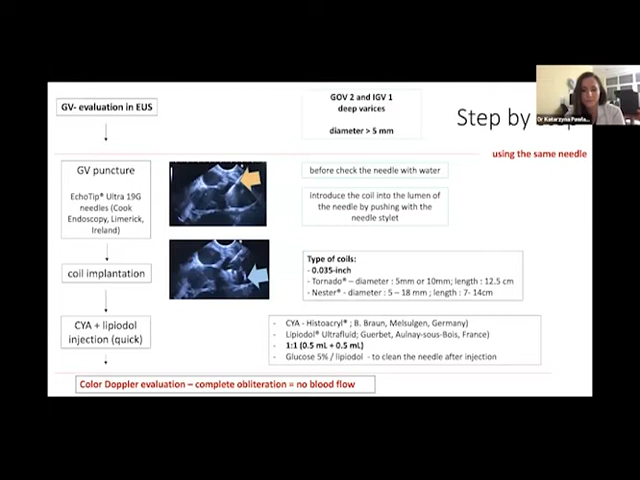 GV- evaluation in EUS
GOV 2 and IGV 1
deep varices
diameter > 5 mm
Step by
Dr Katarzyna
using the same needle
GV puncture
EchoTip® Ultra 19G
needles (Cook
Endoscopy, Limerick,
Ireland)
before check the needle with water
introduce the coil into the lumen of
the needle by pushing with the
needle stylet
coil implantation
Type of coils:
- 0.035-inch
- Tornado® – diameter : 5mm or 10mm; length : 12.5 cm
- Nester® - diameter : 5 – 18 mm ; length : 7- 14cm
CYA + lipiodol
injection (quick)
- CYA - Histoacryl® ; B. Braun, Melsulgen, Germany)
- Lipiodol® Ultrafluid; Guerbet, Aulnay-sous-Bois, France)
- 1:1 (0.5 mL + 0.5 mL)
- Glucose 5% / lipiodol - to clean the needle after injection
Color Doppler evaluation – complete obliteration = no blood flow